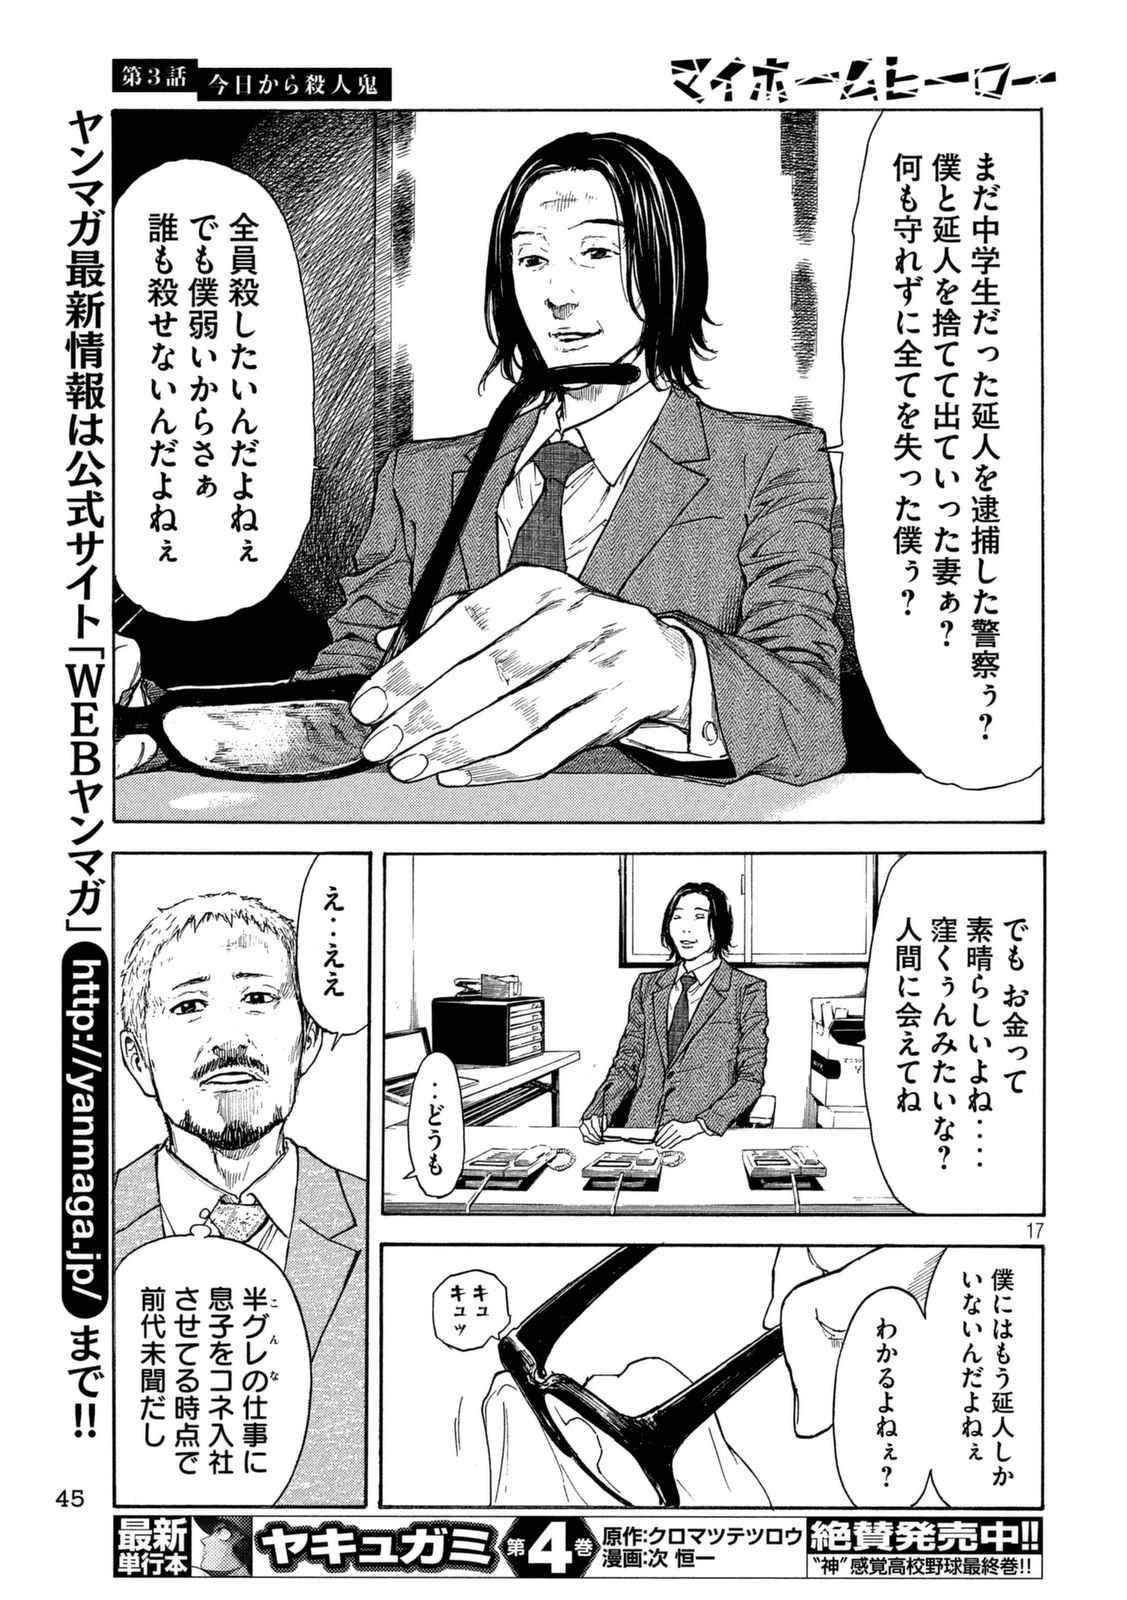 第3話
今日から殺人鬼
マイホームヒーロー
まだ中学生だった延人を逮捕した警察ぅ?
僕と延人を捨てて出ていった妻ぁ?
何も守れずに全てを失った僕ぅ?
全員殺したいんだよねぇ
でも僕弱いからさぁ
誰も殺せないんだよねぇ
でも お金って
素晴らしいよね‥‥
窪くぅんみたいな?
人間に会えてね
‥どうも
え‥ええ
半グレの仕事に
こんな
息子をコネ入社
させてる時点で
前代未聞だし
17
僕にはもう延人しか
いないんだよねぇ
わかるよねぇ?
キュ
キュッ
ヤンマガ最新情報は公式サイト「WEBヤンマガ」http://yanmaga.jp/まで!!
45
最新
単行本
ヤキュガミ
第4巻
原作:クロマツテツロウ
漫画:次 恒一
絶賛発売中!!
“神”感覚高校野球最終巻!!